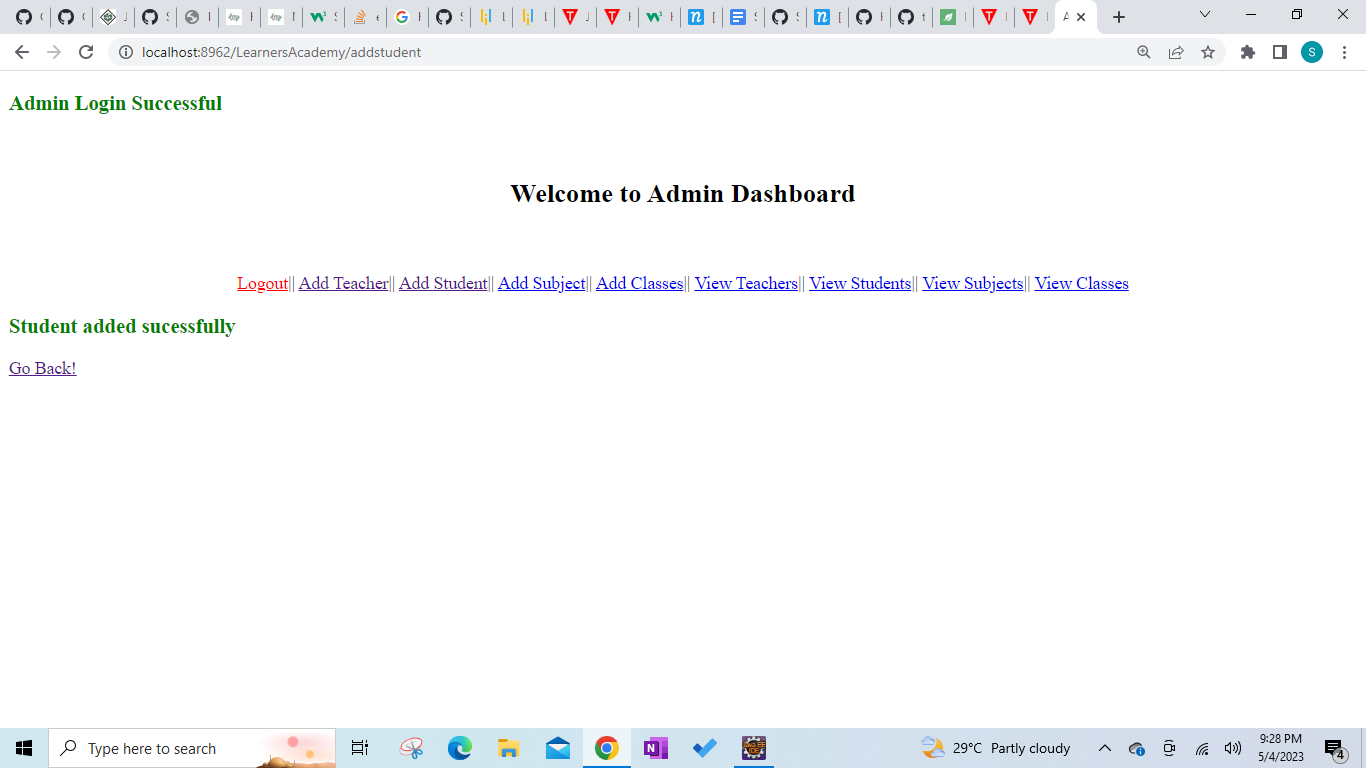 localhost:8962/LearnersAcademy/addstudent
S
Admin Login Successful
Welcome to Admin Dashboard
Logout|| Add Teacher|| Add Student|| Add Subject|| Add Classes|| View Teachers|| View Students|| View Subjects|| View Classes
Student added sucessfully
Go Back!
Type here to search
29°C Partly cloudy
9:28 PM
5/4/2023
4